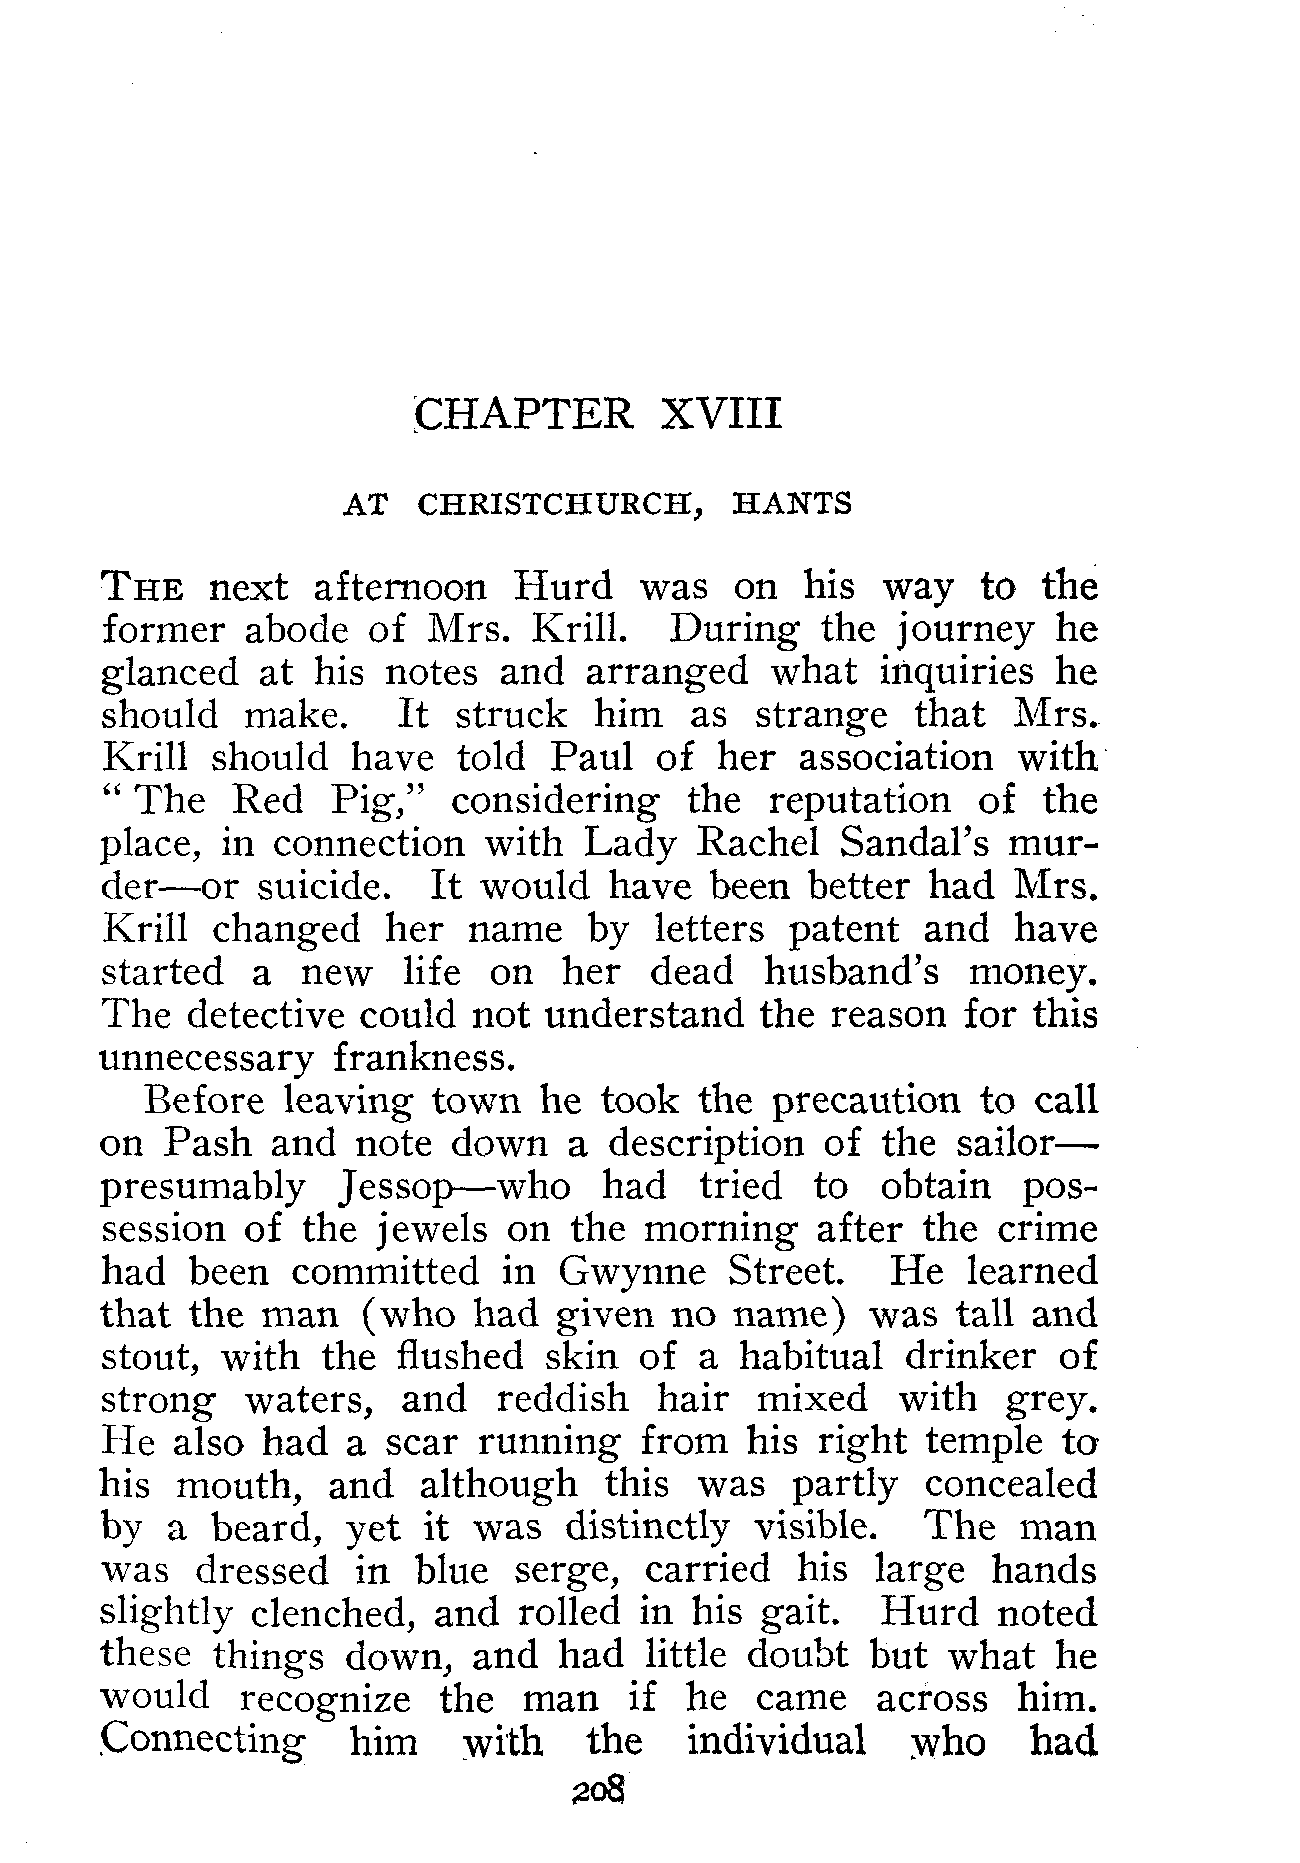 CHAPTER XVIII
AT CHRISTCHURCH, HANTS
THE next afternoon Hurd was on his way to the
former abode of Mrs. Krill. During the journey he
glanced at his notes and arranged what inquiries he
should make. It struck him as strange that Mrs.
Krill should have told Paul of her association with
“ The Red Pig,” considering the reputation of the
place, in connection with Lady Rachel Sandal’s mur-
der—or suicide. It would have been better had Mrs.
Krill changed her name by letters patent and have
started a new life on her dead husband’s money.
The detective could not understand the reason for this
unnecessary frankness.
Before leaving town he took the precaution to call
on Pash and note down a description of the sailor—
presumably Jessop—who had tried to obtain pos-
session of the jewels on the morning after the crime
had been committed in Gwynne Street. He learned
that the man (who had given no name) was tall and
stout, with the flushed skin of a habitual drinker of
strong waters, and reddish hair mixed with grey.
He also had a scar running from his right temple to
his mouth, and although this was partly concealed
by a beard, yet it was distinctly visible. The man
was dressed in blue serge, carried his large hands
slightly clenched, and rolled in his gait. Hurd noted
these things down, and had little doubt but what he
would recognize the man if he came across him.
Connecting him with the individual who had
208